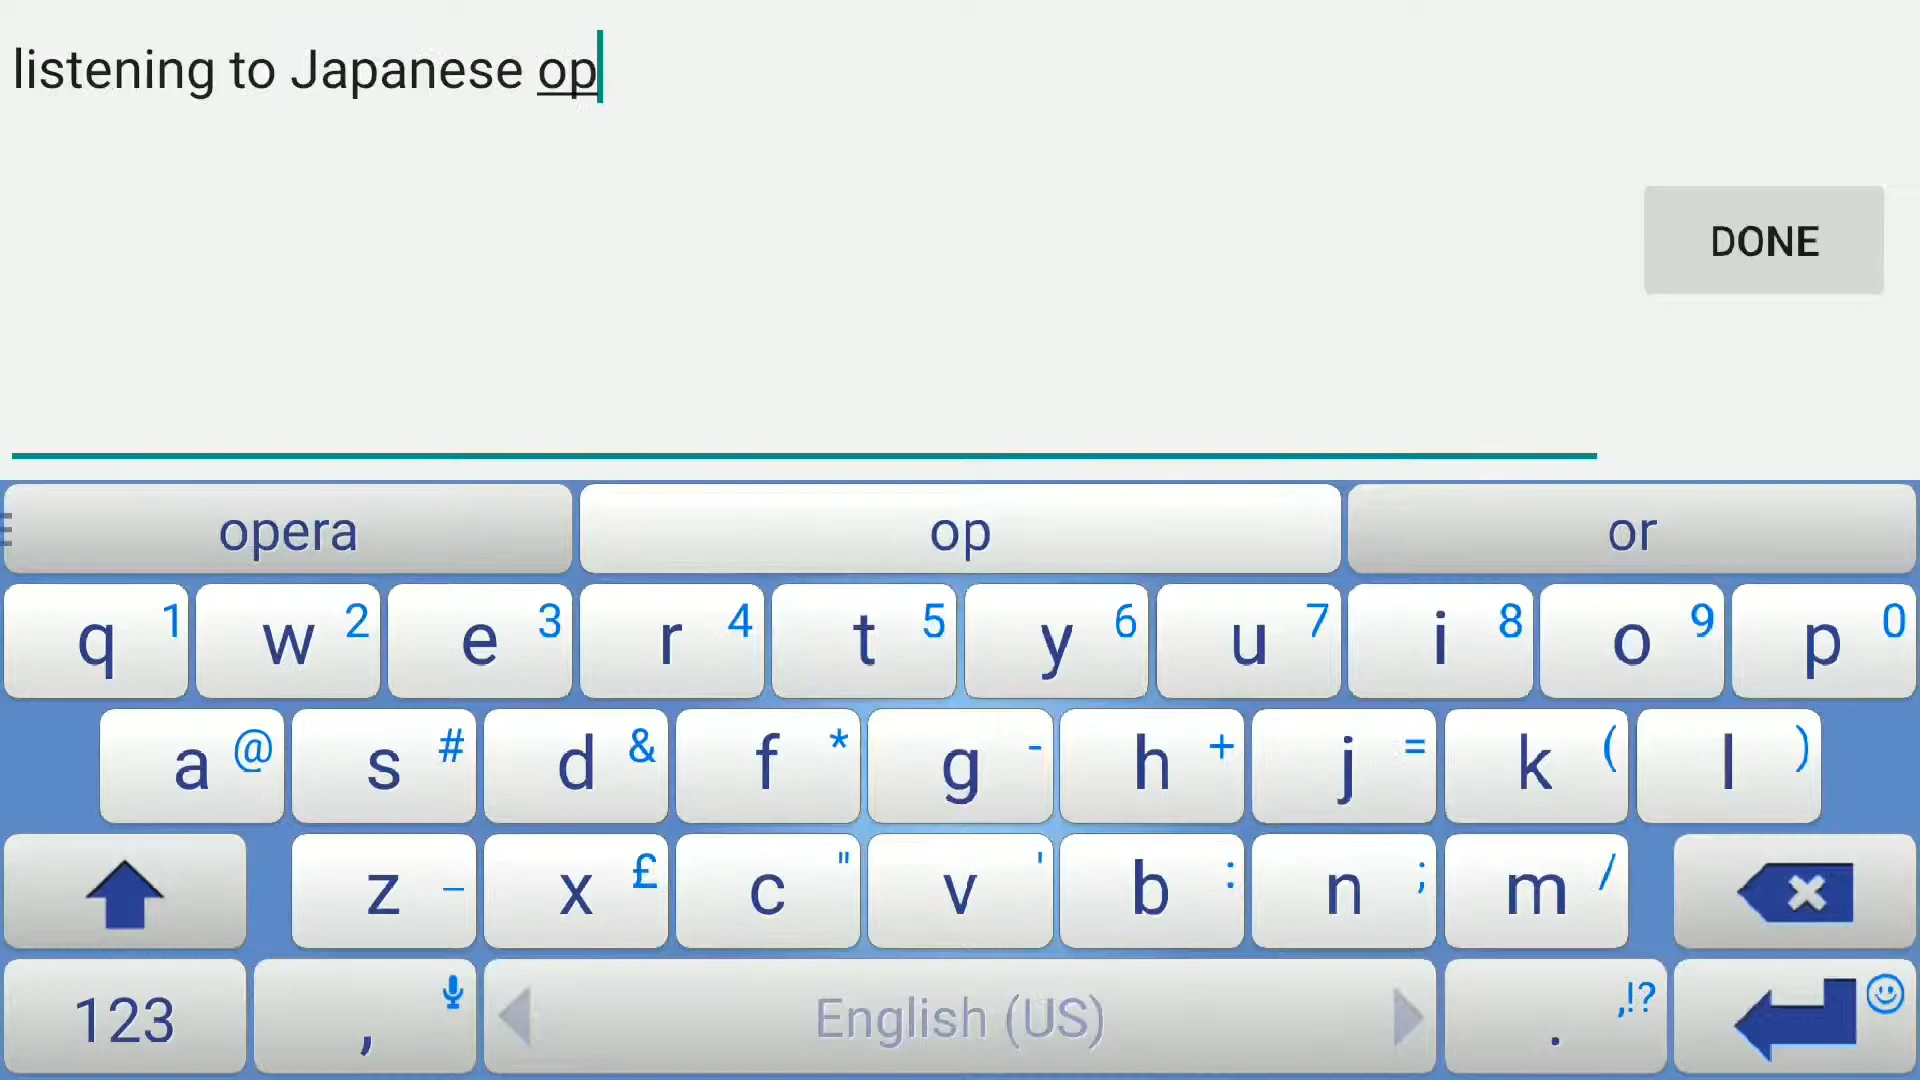 listening to Japanese op
DONE
opera op or
q 1 w 2 e 3 r 4 t 5 y 6 u 7 i 8 o 9 p 0
a @ s # d & f * g - h + j = k ( l )
z _ x £ c " v ' b : n ; m /
123 , English (US) . ,!?